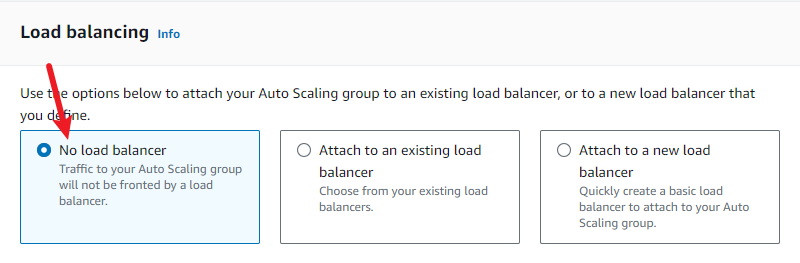 Load balancing Info
Use the options below to attach your Auto Scaling group to an existing load balancer, or to a new load balancer that
you define.
No load balancer
Traffic to your Auto Scaling group
will not be fronted by a load
balancer.
Attach to an existing load
balancer
Choose from your existing load
balancers.
Attach to a new load
balancer
Quickly create a basic load
balancer to attach to your Auto
Scaling group.